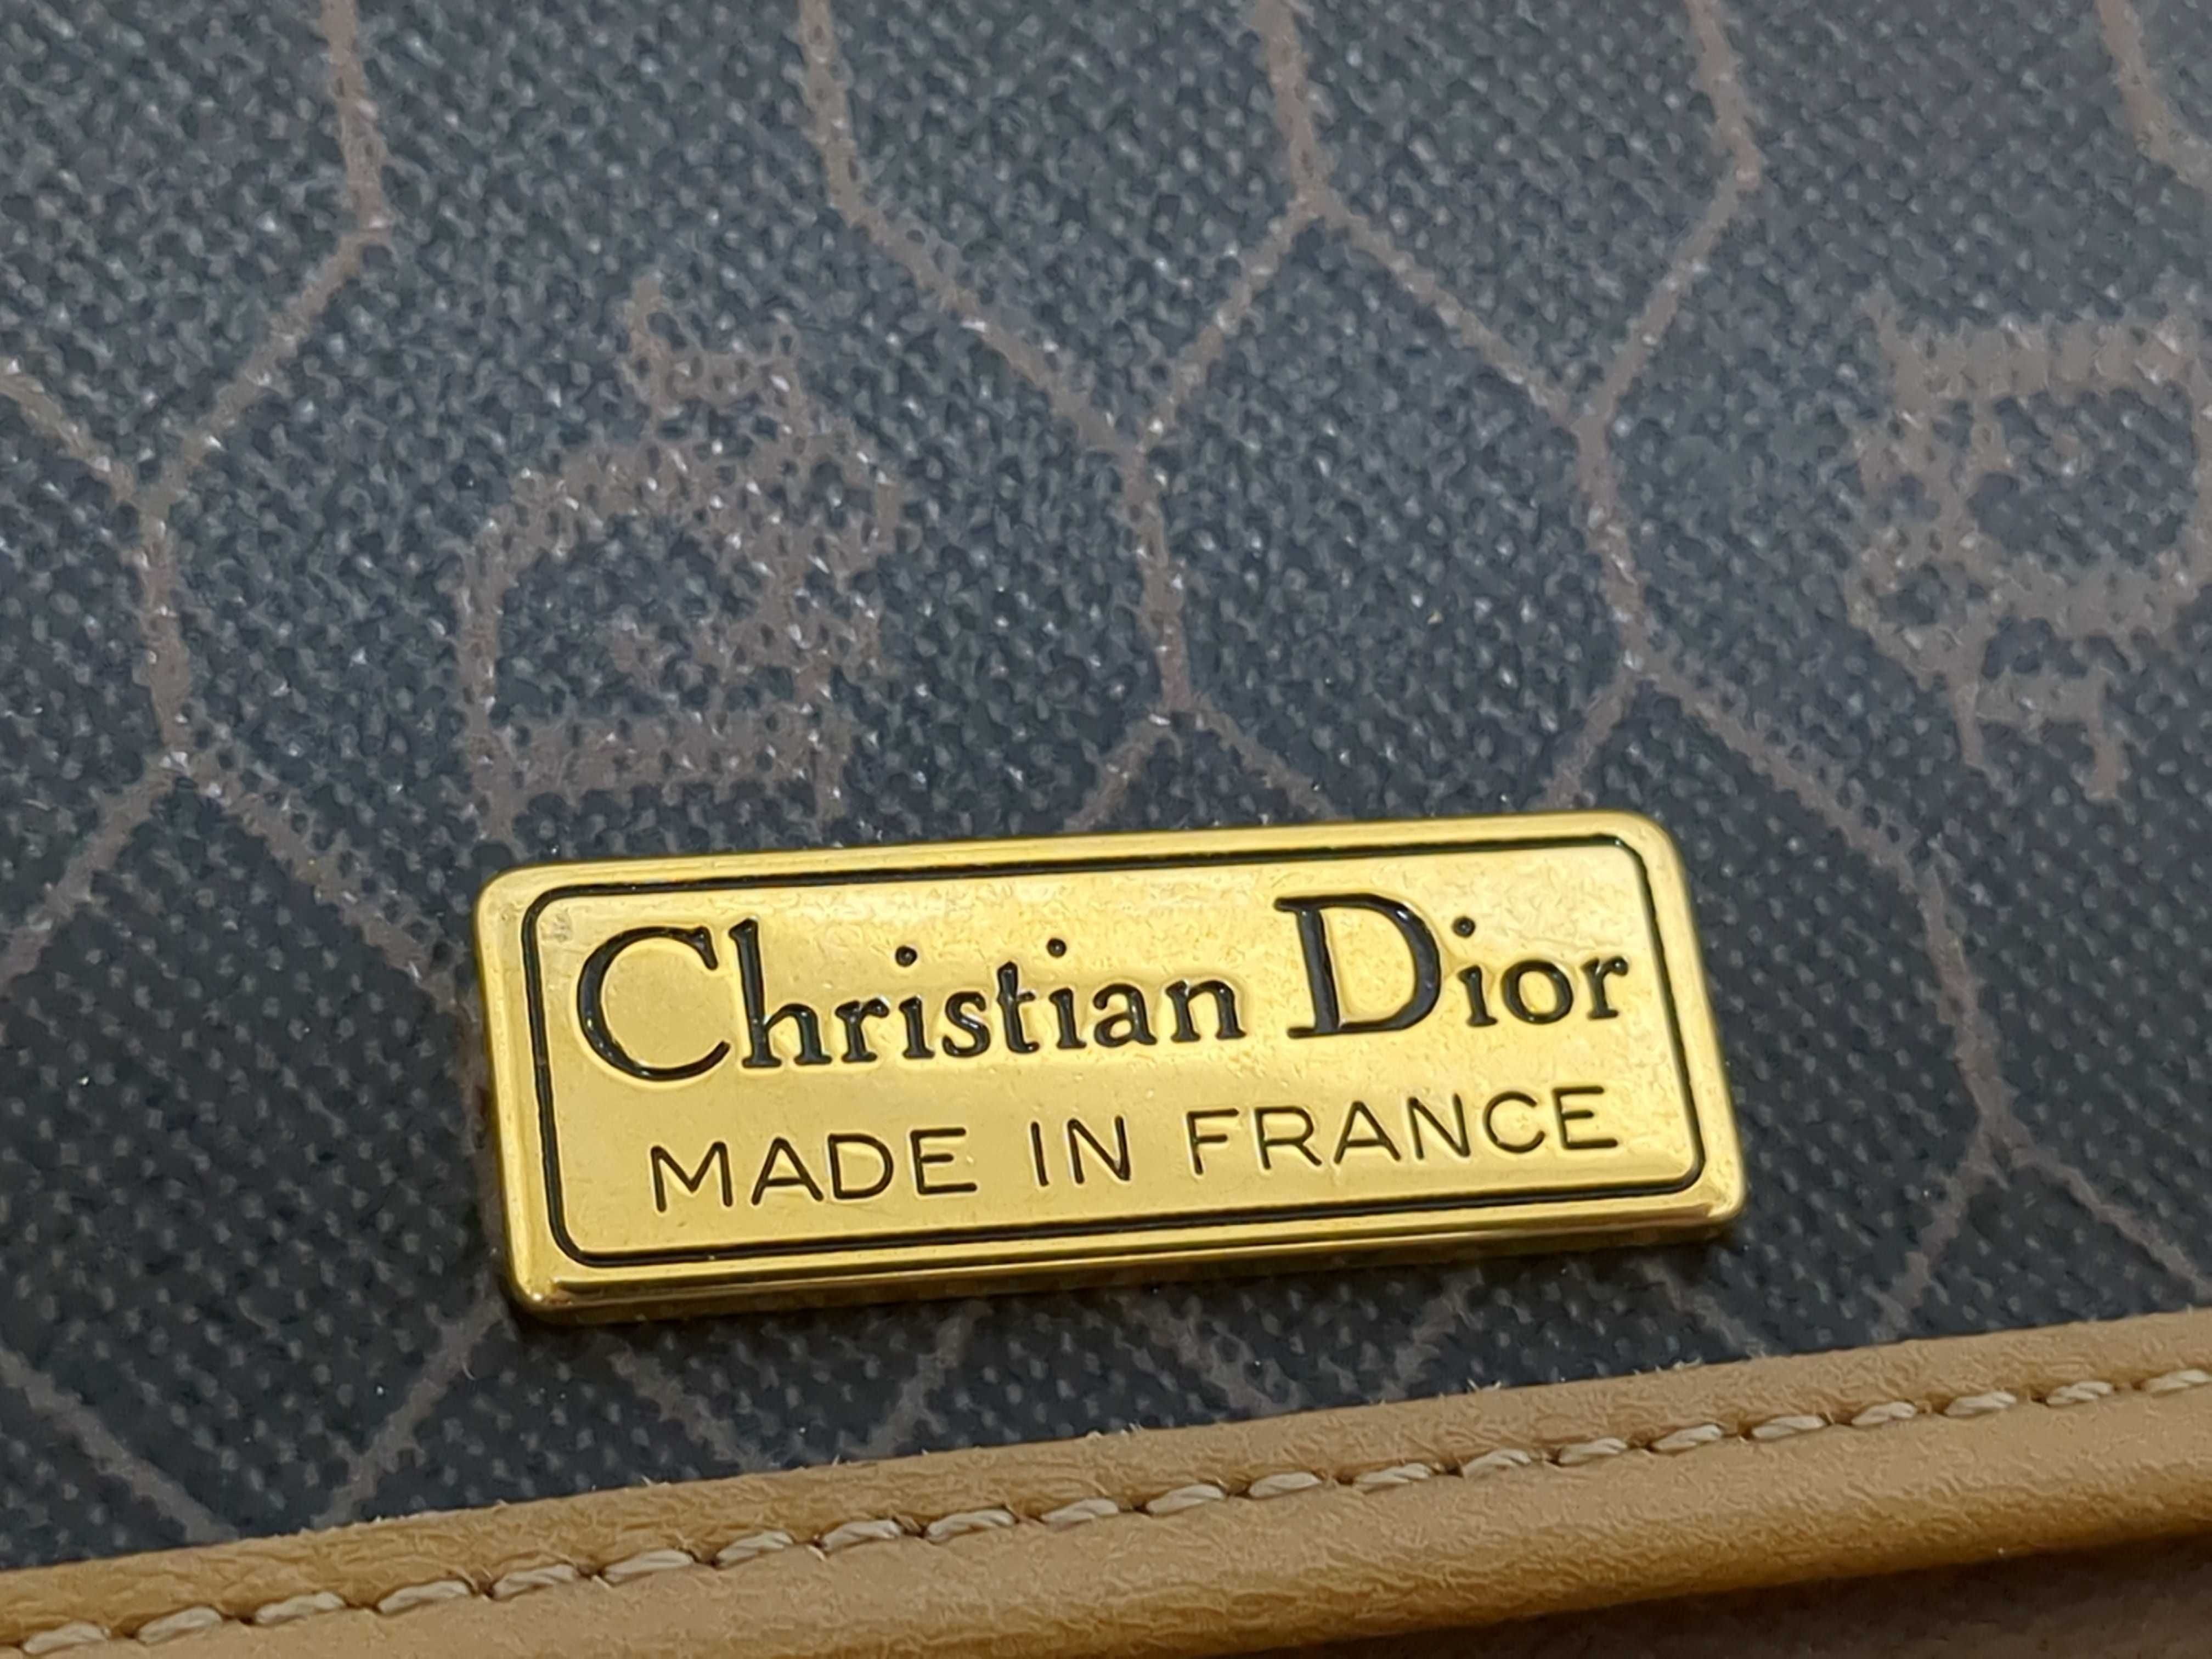 Christian Dior
MADE IN FRANCE